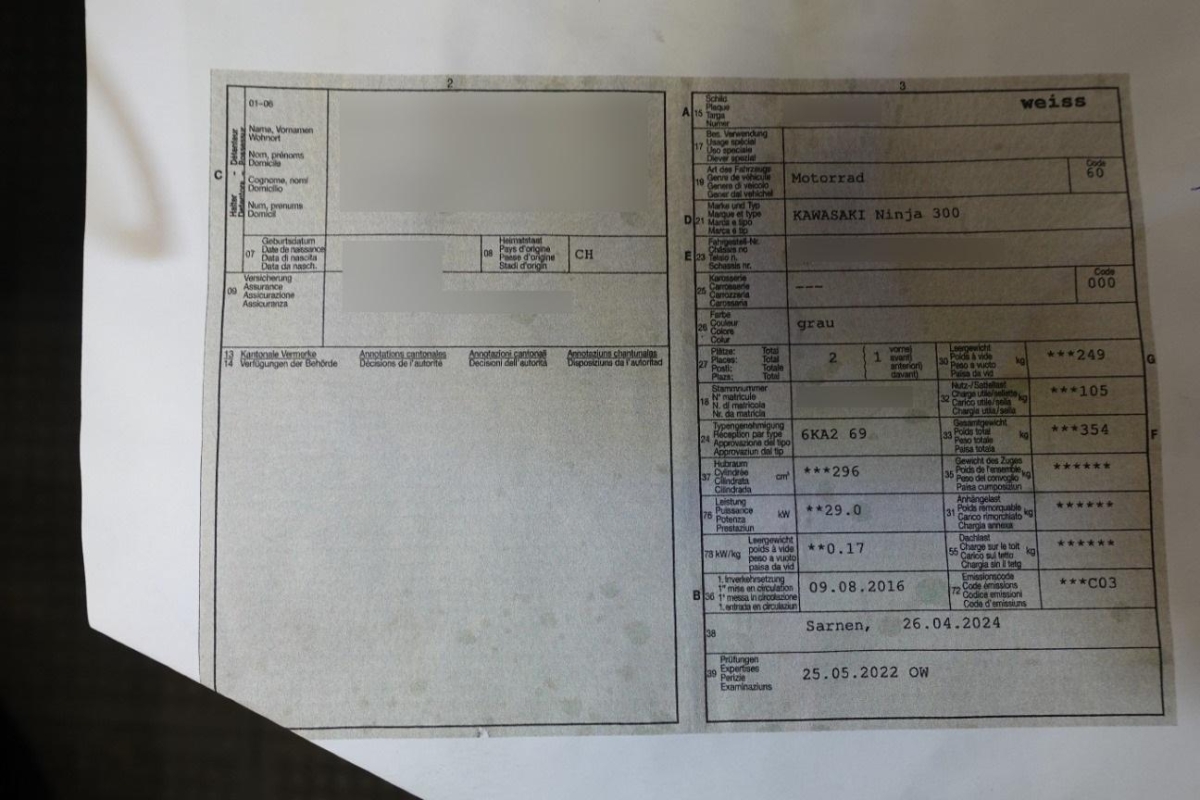 2
01-06
Halter - Détenteur
Detentore - Possessur
C
Name, Vornamen
Wohnort
Nom, prénoms
Domicile
Cognome, nomi
Domicilio
Num, prenums
Domicil
07
Geburtsdatum
Date de naissance
Data di nascita
Data da nasch.
08
Heimatstaat
Pays d'origine
Paese d'origine
Stadi d'origin
CH
09
Versicherung
Assurance
Assicurazione
Assicuranza
13 Kantonale Vermerke
14 Verfügungen der Behörde
Annotations cantonales
Décisions de l'autorité
Annotazioni cantonali
Decisioni dell'autorità
Annotaziuns chantunalas
Disposiziuns da l'autoritad
3
A 15
Schild
Plaque
Targa
Numer
weiss
17
Bes. Verwendung
Usage spécial
Uso speciale
Diever spezial
19
Art des Fahrzeugs
Genre de véhicule
Genere di veicolo
Gener dal vehichel
Motorrad
Code
60
D 21
Marke und Typ
Marque et type
Marca e tipo
Marca e tip
KAWASAKI Ninja 300
E 23
Fahrgestell-Nr.
Châssis no
Telaio n.
Schassis nr.
25
Karosserie
Carrosserie
Carrozzeria
Carossaria
---
Code
000
26
Farbe
Couleur
Colore
Colur
grau
27
Plätze: Total
Places: Total
Posti: Totale
Plazs: Total
2
{ 1
vorne)
avant)
anteriori)
davant)
30
Leergewicht
Poids à vide
Peso a vuoto
Paisa da vid
kg
***249
G
18
Stammnummer
N° matricule
N. di matricola
Nr. da matricla
32
Nutz-/Sattellast
Charge utile/sellette
Carico utile/sella
Chargia utila/sella
kg
***105
24
Typengenehmigung
Réception par type
Approvazione del tipo
Approvaziun dal tip
6KA2 69
33
Gesamtgewicht
Poids total
Peso totale
Paisa totala
kg
***354
F
37
Hubraum
Cylindrée
Cilindrata
Cilindrada
cm³
***296
35
Gewicht des Zuges
Poids de l'ensemble
Peso del convoglio
Paisa cumposiziun
kg
******
76
Leistung
Puissance
Potenza
Prestaziun
kW
**29.0
31
Anhängelast
Poids remorquable
Carico rimorchiato
Chargia annexa
kg
******
78 kW/kg
Leergewicht
poids à vide
peso a vuoto
paisa da vid
**0.17
55
Dachlast
Charge sur le toit
Carico sul tetto
Chargia sin il tetg
kg
******
B 36
1. Inverkehrsetzung
1re mise en circulation
1a messa in circolazione
1. entrada en circulaziun
09.08.2016
72
Emissionscode
Code émissions
Codice emissioni
Code d'emissiuns
***C03
38
Sarnen, 26.04.2024
39
Prüfungen
Expertises
Perizie
Examinaziuns
25.05.2022 OW